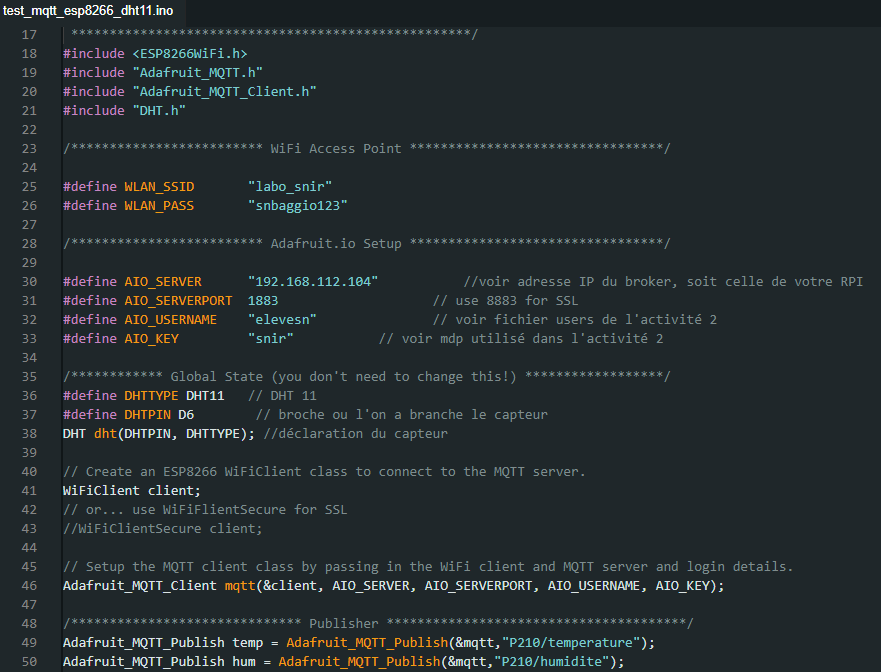 test_mqtt_esp8266_dht11.ino
17 ****************************************************/
18 #include <ESP8266WiFi.h>
19 #include "Adafruit_MQTT.h"
20 #include "Adafruit_MQTT_Client.h"
21 #include "DHT.h"
22
23 /************************* WiFi Access Point *********************************/
24
25 #define WLAN_SSID       "labo_snir"
26 #define WLAN_PASS       "snbaggio123"
27
28 /************************* Adafruit.io Setup *********************************/
29
30 #define AIO_SERVER      "192.168.112.104"           //voir adresse IP du broker, soit celle de votre RPI
31 #define AIO_SERVERPORT  1883                    // use 8883 for SSL
32 #define AIO_USERNAME    "elevesn"               // voir fichier users de l'activité 2
33 #define AIO_KEY         "snir"           // voir mdp utilisé dans l'activité 2
34
35 /************ Global State (you don't need to change this!) ******************/
36 #define DHTTYPE DHT11   // DHT 11
37 #define DHTPIN D6        // broche ou l'on a branche le capteur
38 DHT dht(DHTPIN, DHTTYPE); //déclaration du capteur
39
40 // Create an ESP8266 WiFiClient class to connect to the MQTT server.
41 WiFiClient client;
42 // or... use WiFiFlientSecure for SSL
43 //WiFiClientSecure client;
44
45 // Setup the MQTT client class by passing in the WiFi client and MQTT server and login details.
46 Adafruit_MQTT_Client mqtt(&client, AIO_SERVER, AIO_SERVERPORT, AIO_USERNAME, AIO_KEY);
47
48 /****************************** Publisher ***************************************/
49 Adafruit_MQTT_Publish temp = Adafruit_MQTT_Publish(&mqtt,"P210/temperature");
50 Adafruit_MQTT_Publish hum = Adafruit_MQTT_Publish(&mqtt,"P210/humidite");